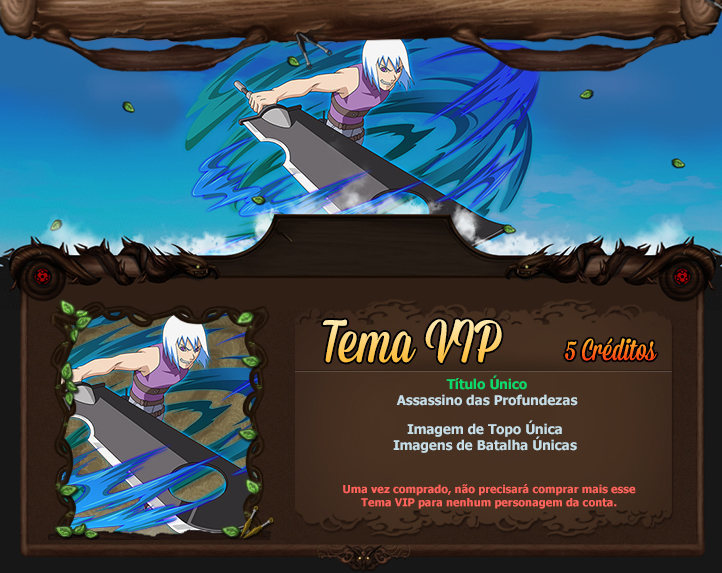 Tema VIP
5 Créditos
Título Único
Assassino das Profundezas
Imagem de Topo Única
Imagens de Batalha Únicas
Uma vez comprado, não precisará comprar mais esse
Tema VIP para nenhum personagem da conta.